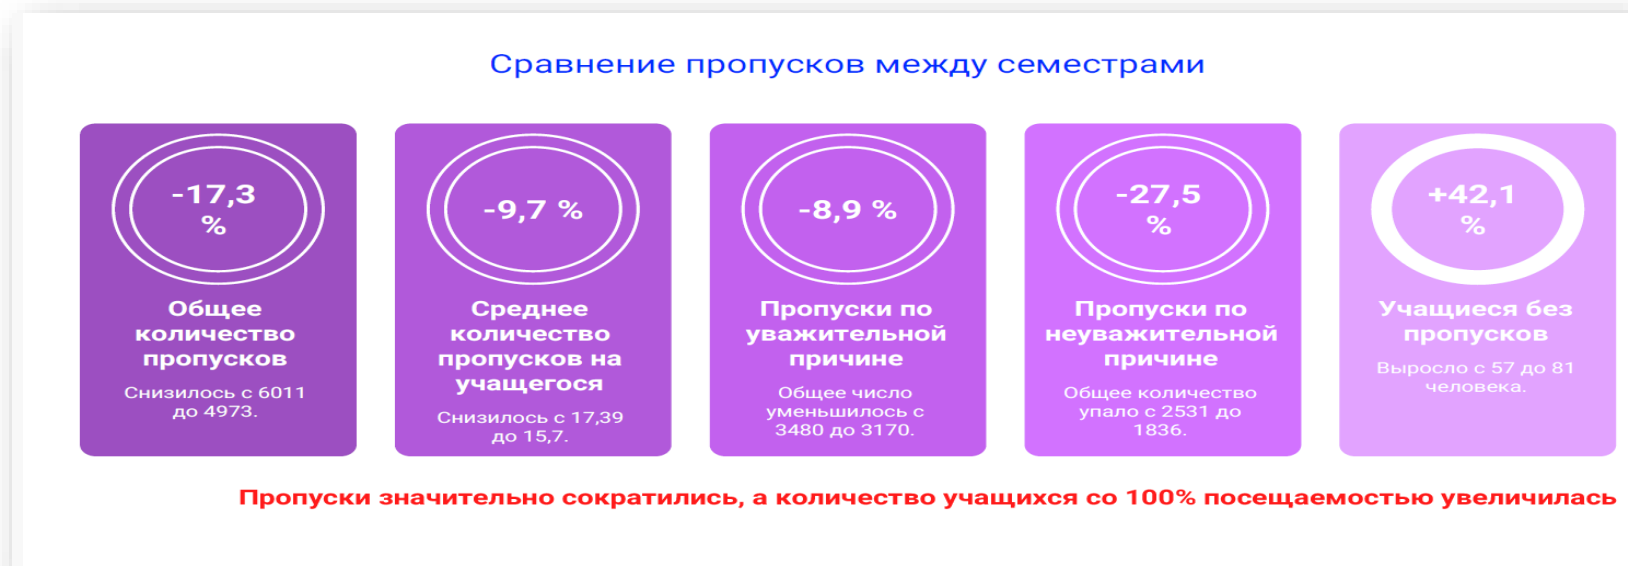 Сравнение пропусков между семестрами
-17,3
%
Общее
количество
пропусков
Снизилось с 6011
до 4973.
-9,7 %
Среднее
количество
пропусков на
учащегося
Снизилось с 17,39
до 15,7.
-8,9 %
Пропуски по
уважительной
причине
Общее число
уменьшилось с
3480 до 3170.
-27,5
%
Пропуски по
неуважительной
причине
Общее количество
упало с 2531 до
1836.
+42,1
%
Учащиеся без
пропусков
Выросло с 57 до 81
человека.
Пропуски значительно сократились, а количество учащихся со 100% посещаемостью увеличилась